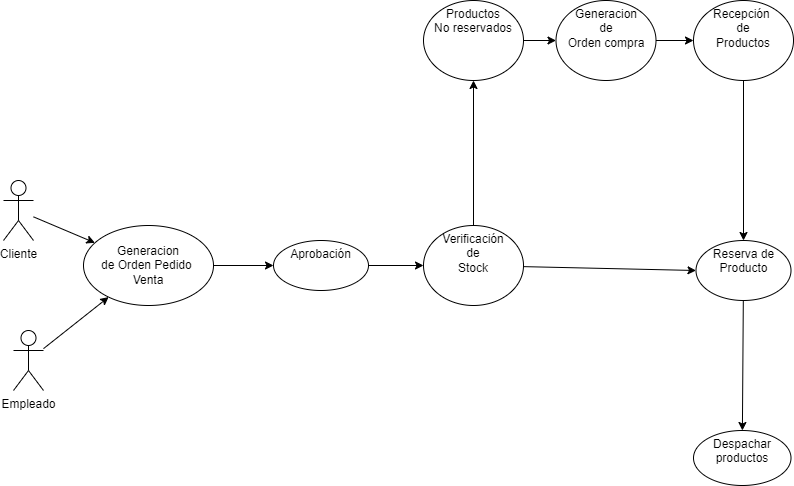 Productos
No reservados
Generacion
de
Orden compra
Recepción
de
Productos
Cliente
Generacion
de Orden Pedido
Venta
Aprobación
Verificación
de
Stock
Reserva de
Producto
Empleado
Despachar
productos